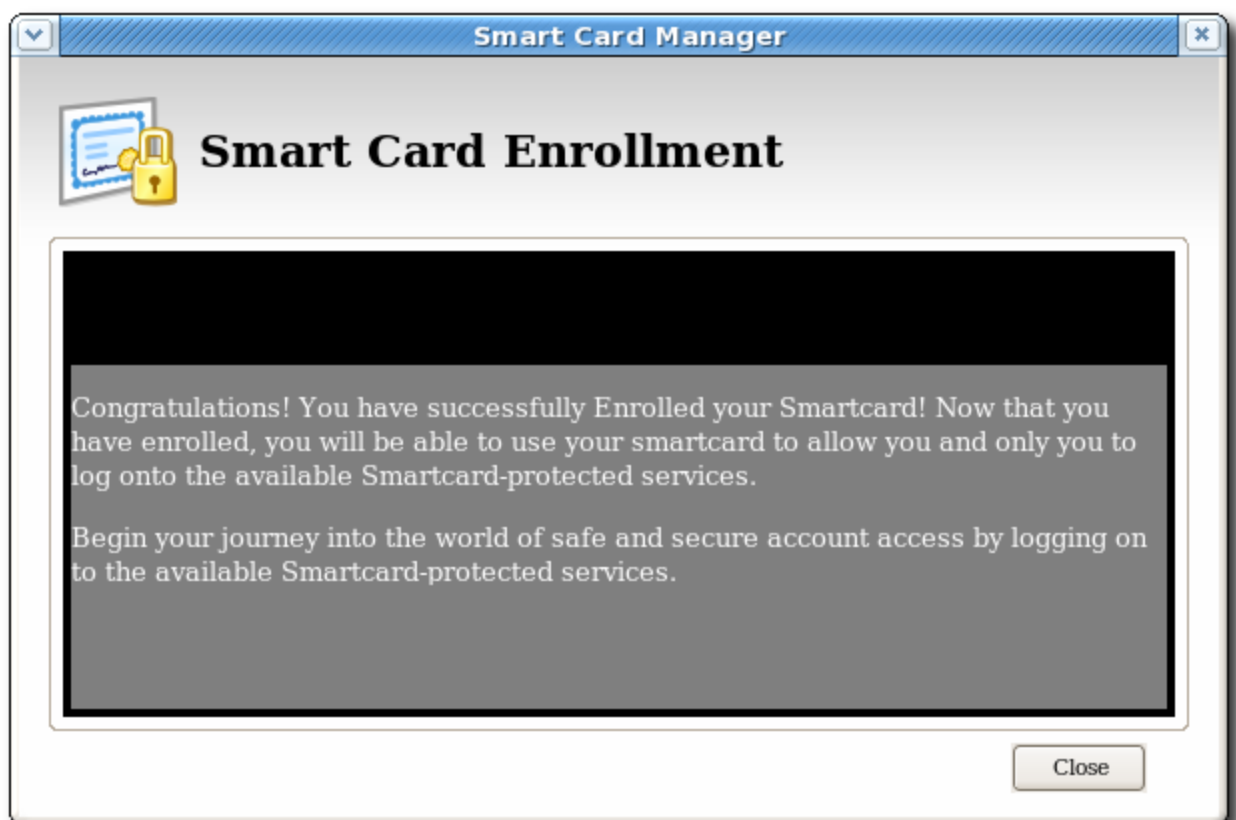 Smart Card Manager
Smart Card Enrollment
Congratulations! You have successfully Enrolled your Smartcard! Now that you
have enrolled, you will be able to use your smartcard to allow you and only you to
log onto the available Smartcard-protected services.
Begin your journey into the world of safe and secure account access by logging on
to the available Smartcard-protected services.
Close